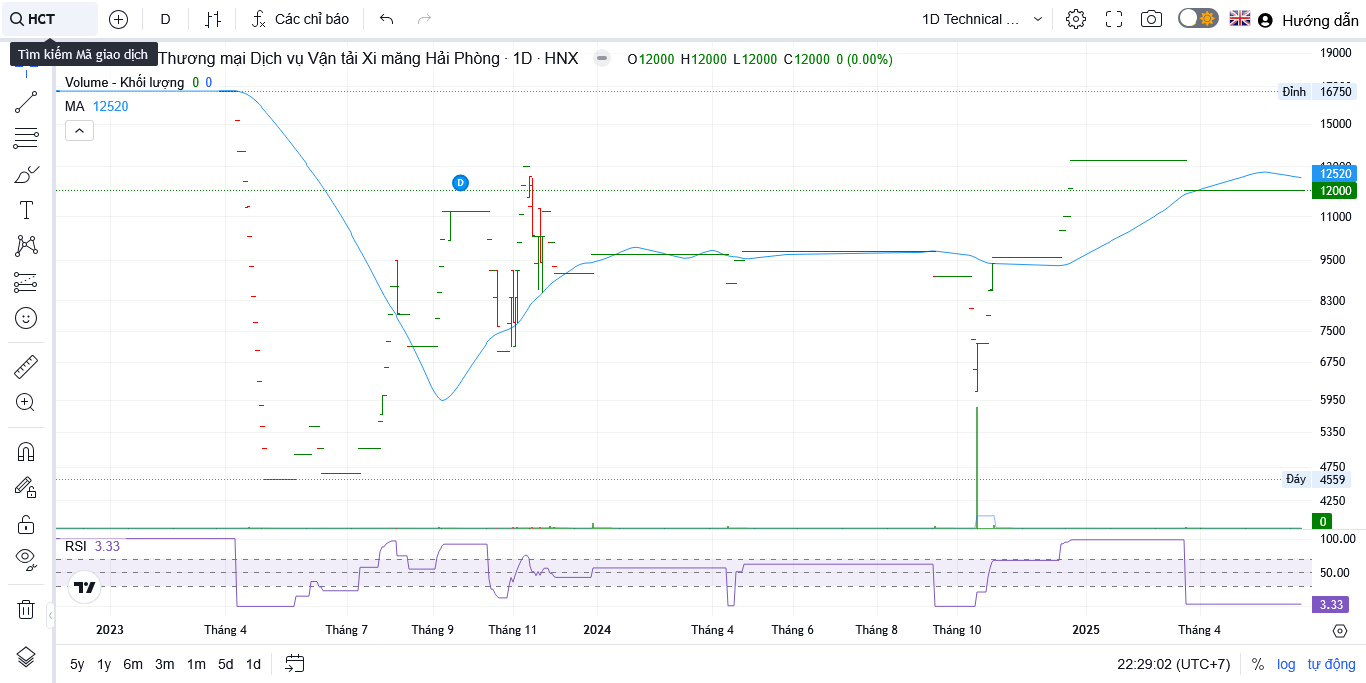 HCT
D
Các chỉ báo
1D Technical ...
Hướng dẫn
Tìm kiếm Mã giao dịch
Thương mại Dịch vụ Vận tải Xi măng Hải Phòng · 1D · HNX
O12000 H12000 L12000 C12000 0 (0.00%)
Volume - Khối lượng 0 0
MA 12520
D
19000
Đỉnh 16750
15000
12520
12000
11000
9500
8300
7500
6750
5950
5350
4750
Đáy 4559
4250
0
RSI 3.33
100.00
50.00
3.33
2023 Tháng 4 Tháng 7 Tháng 9 Tháng 11 2024 Tháng 4 Tháng 6 Tháng 8 Tháng 10 2025 Tháng 4
5y 1y 6m 3m 1m 5d 1d
22:29:02 (UTC+7) % log tự động